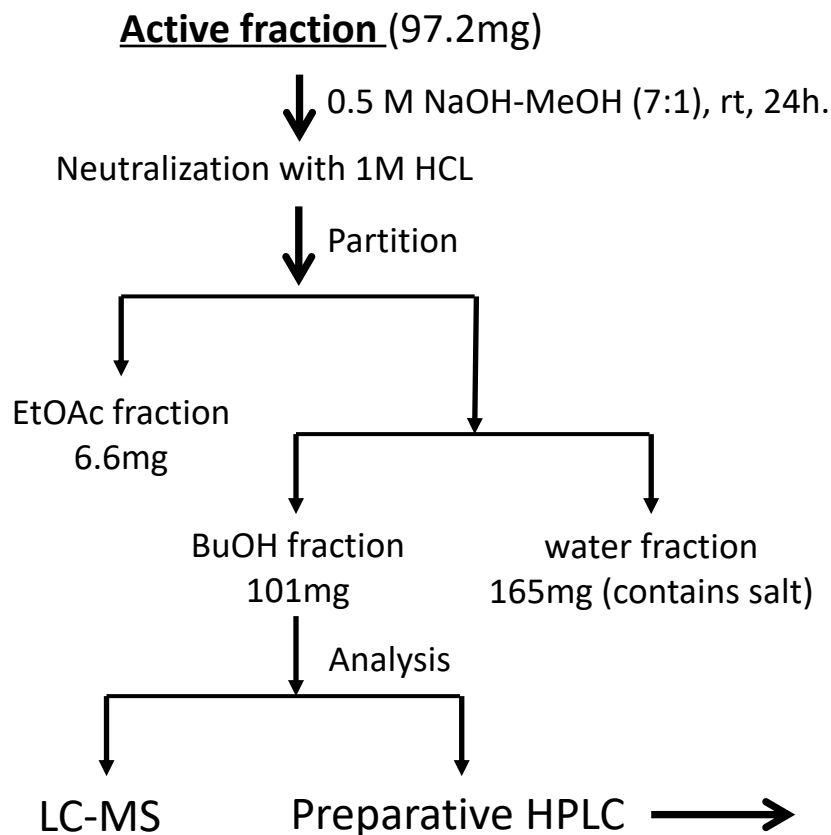 Active fraction (97.2mg)
0.5 M NaOH-MeOH (7:1), rt, 24h.
Neutralization with 1M HCL
Partition
EtOAc fraction
6.6mg
BuOH fraction
101mg
water fraction
165mg (contains salt)
Analysis
LC-MS
Preparative HPLC